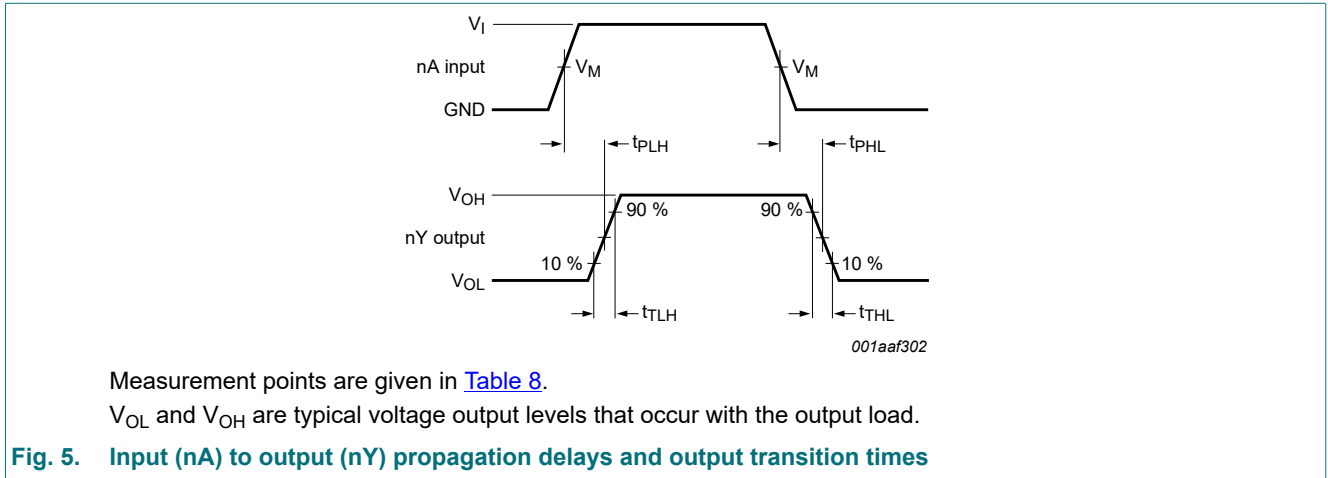 V_I
nA input V_M V_M
GND
t_PLH t_PHL
V_OH
90 % 90 %
nY output
10 % 10 %
V_OL
t_TLH t_THL
001aaf302
Measurement points are given in Table 8.
V_OL and V_OH are typical voltage output levels that occur with the output load.
Fig. 5. Input (nA) to output (nY) propagation delays and output transition times